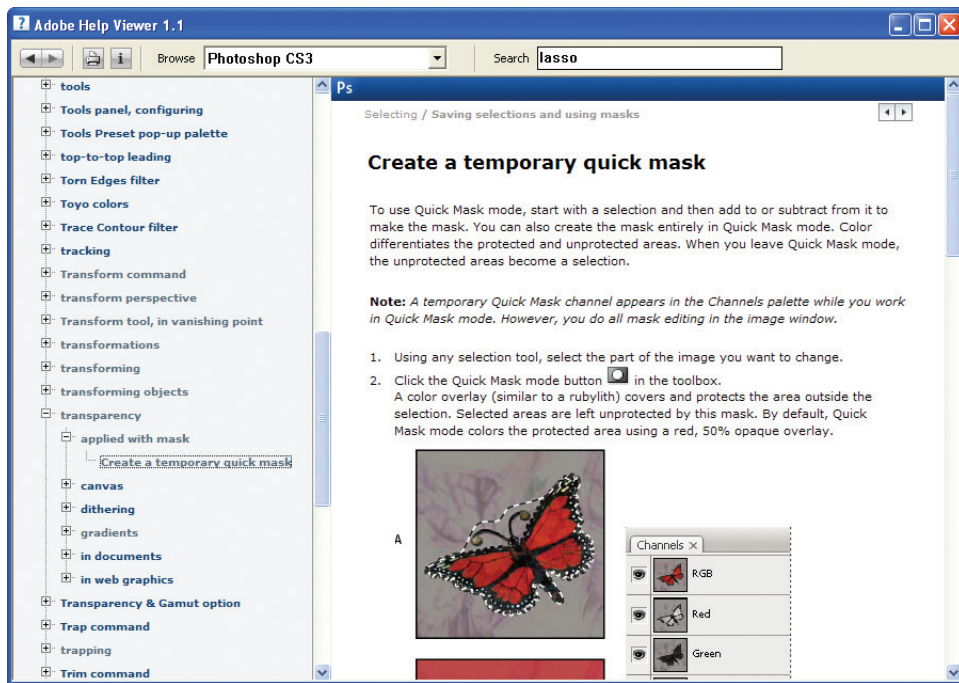 Adobe Help Viewer 1.1
Browse Photoshop CS3 Search lasso
tools
Tools panel, configuring
Tools Preset pop-up palette
top-to-top leading
Torn Edges filter
Toyo colors
Trace Contour filter
tracking
Transform command
transform perspective
Transform tool, in vanishing point
transformations
transforming
transforming objects
transparency
applied with mask
Create a temporary quick mask
canvas
dithering
gradients
in documents
in web graphics
Transparency & Gamut option
Trap command
trapping
Trim command
Ps
Selecting / Saving selections and using masks
Create a temporary quick mask
To use Quick Mask mode, start with a selection and then add to or subtract from it to
make the mask. You can also create the mask entirely in Quick Mask mode. Color
differentiates the protected and unprotected areas. When you leave Quick Mask mode,
the unprotected areas become a selection.
Note: A temporary Quick Mask channel appears in the Channels palette while you work
in Quick Mask mode. However, you do all mask editing in the image window.
1. Using any selection tool, select the part of the image you want to change.
2. Click the Quick Mask mode button in the toolbox.
A color overlay (similar to a rubylith) covers and protects the area outside the
selection. Selected areas are left unprotected by this mask. By default, Quick
Mask mode colors the protected area using a red, 50% opaque overlay.
A
Channels
RGB
Red
Green